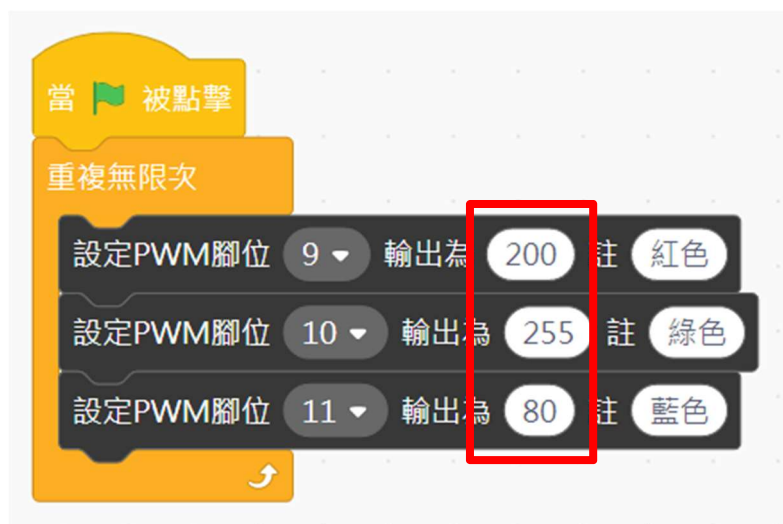 當 被點擊
重複無限次
設定PWM腳位 9 輸出為 200 註 紅色
設定PWM腳位 10 輸出為 255 註 綠色
設定PWM腳位 11 輸出為 80 註 藍色